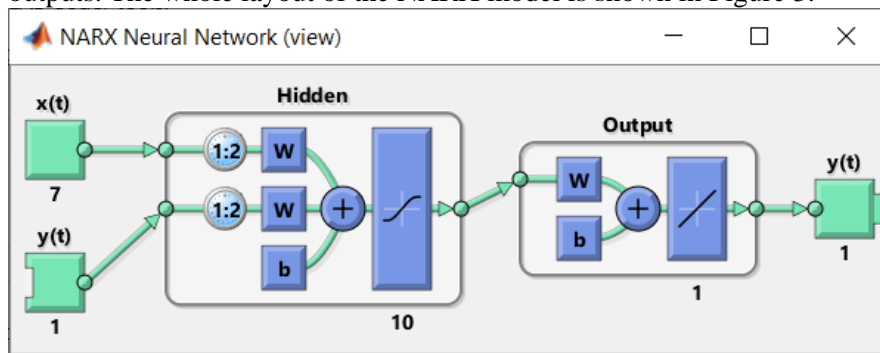 outputs. The whole layout of the NARX model is shown in Figure 3.
NARX Neural Network (view)
Hidden
x(t)
1:2
W
7
Output
y(t)
1:2
W
W
y(t)
b
b
1
1
10
1